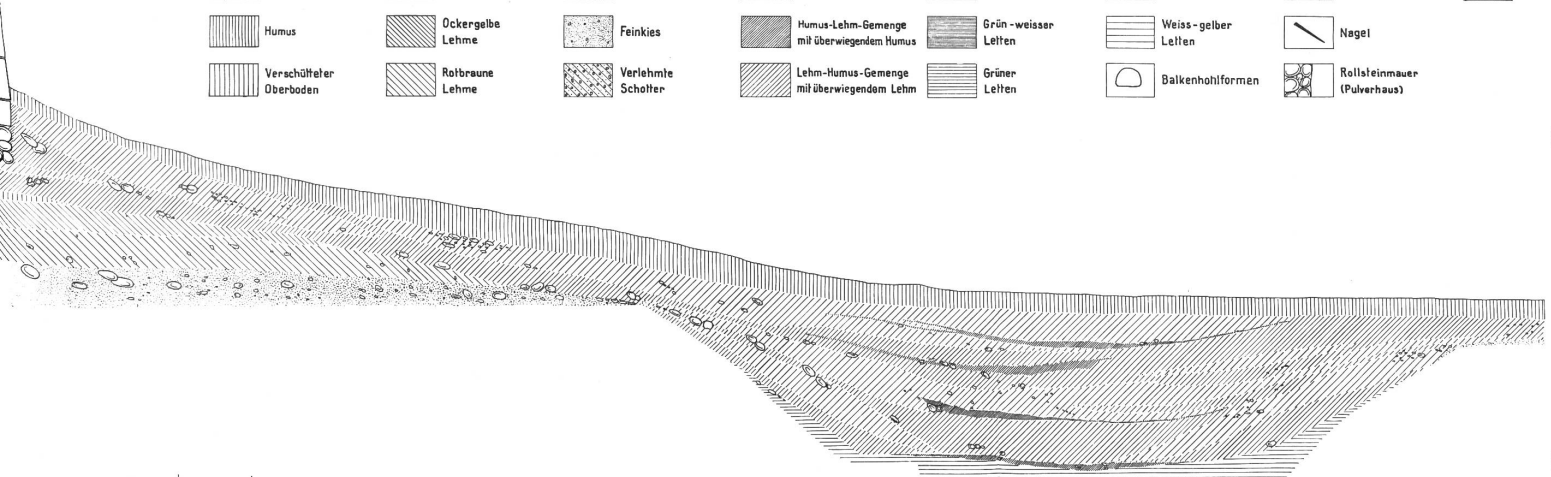 Humus
Ockergelbe
Lehme
Feinkies
Humus-Lehm-Gemenge
mit überwiegendem Humus
Grün-weisser
Letten
Weiss-gelber
Letten
Nagel
Verschütteter
Oberboden
Rotbraune
Lehme
Verlehmte
Schotter
Lehm-Humus-Gemenge
mit überwiegendem Lehm
Grüner
Letten
Balkenhohlformen
Rollsteinmauer
(Pulverhaus)